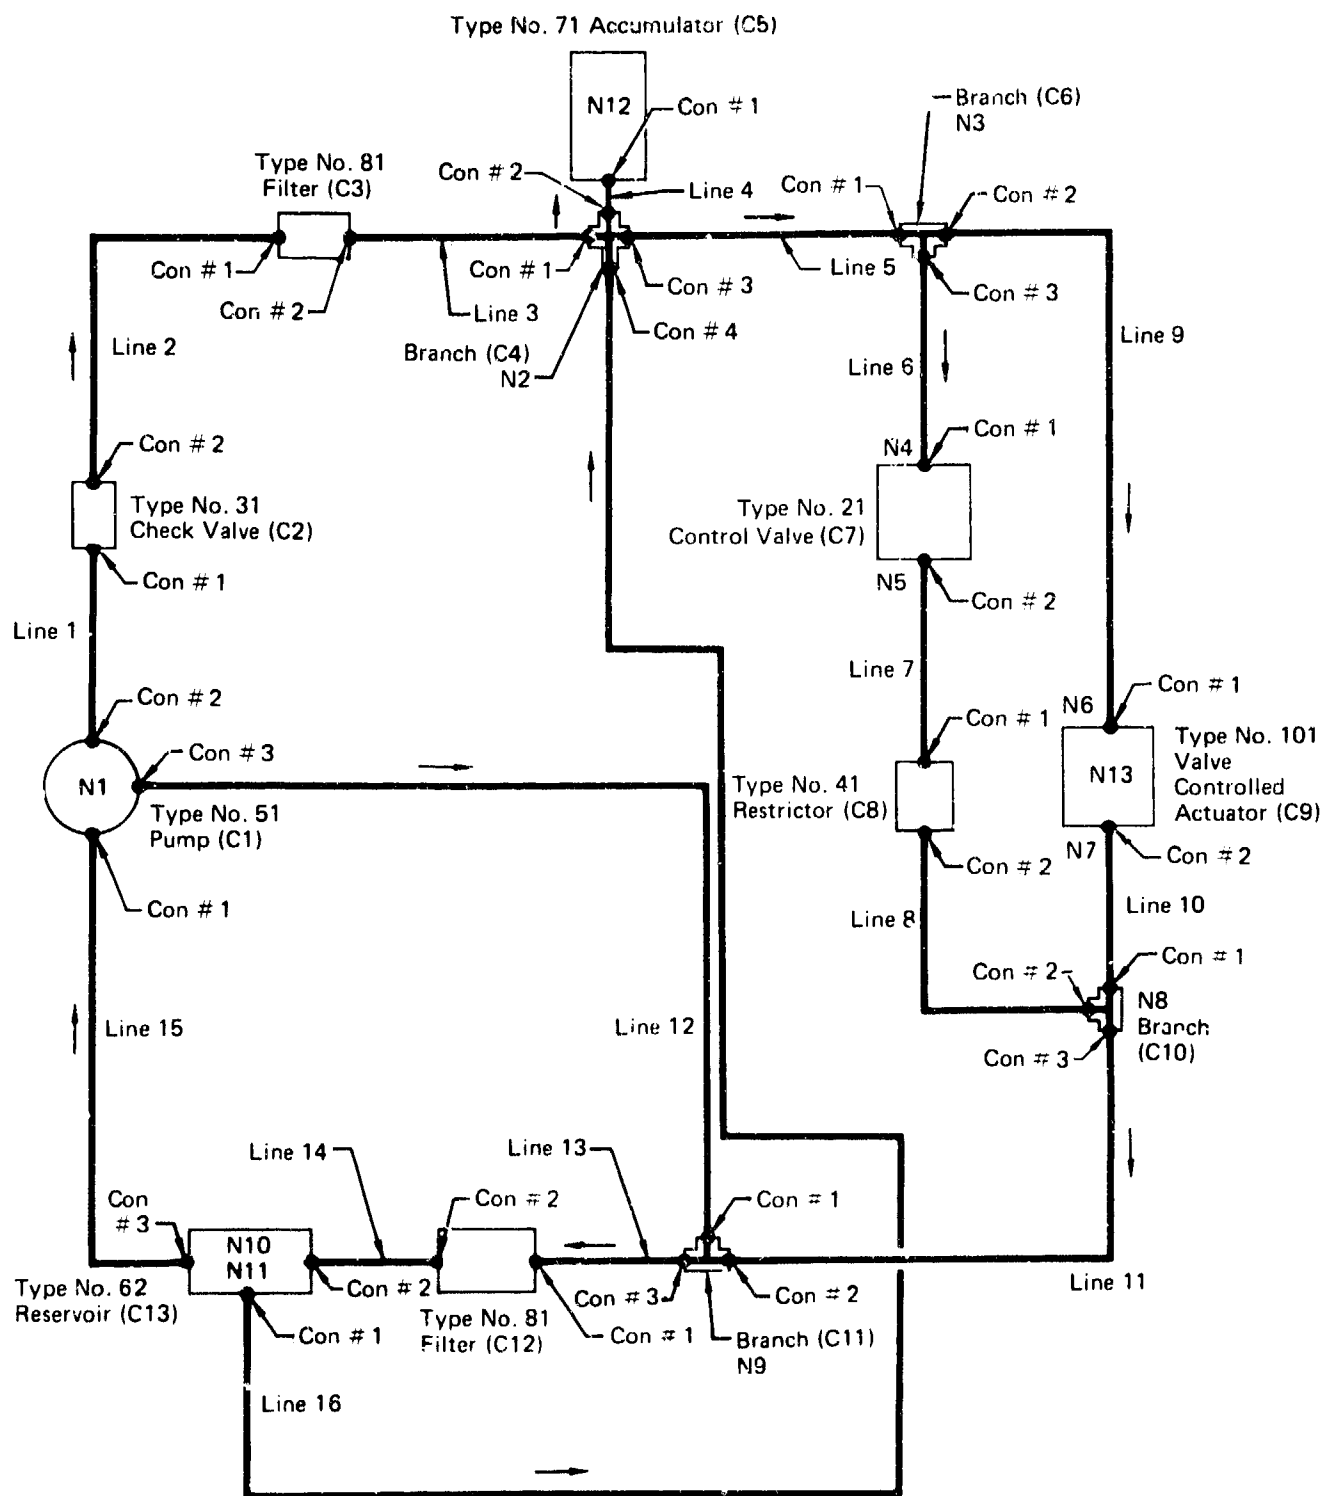 Type No. 71 Accumulator (C5)
N12
Con # 1
Branch (C6)
N3
Type No. 81
Filter (C3)
Con # 2
Line 4
Con # 1
Con # 2
Con # 1
Con # 2
Line 3
Con # 1
Con # 3
Line 5
Con # 3
Con # 4
Branch (C4)
N2
Line 2
Line 6
Line 9
Con # 2
N4
Con # 1
Type No. 31
Check Valve (C2)
Type No. 21
Control Valve (C7)
Con # 1
N5
Con # 2
Line 1
Line 7
Con # 2
Con # 3
N1
Type No. 51
Pump (C1)
Con # 1
Con # 1
Type No. 41
Restrictor (C8)
Con # 2
N6
Con # 1
N13
Type No. 101
Valve
Controlled
Actuator (C9)
N7
Con # 2
Line 8
Line 10
Con # 1
Con # 2
N8
Branch
(C10)
Con # 3
Line 15
Line 12
Line 14
Line 13
Con
# 3
N10
N11
Con # 2
Con # 1
Type No. 62
Reservoir (C13)
Con # 2
Con # 1
Type No. 81
Filter (C12)
Con # 1
Con # 3
Con # 2
Branch (C11)
N9
Line 11
Line 16